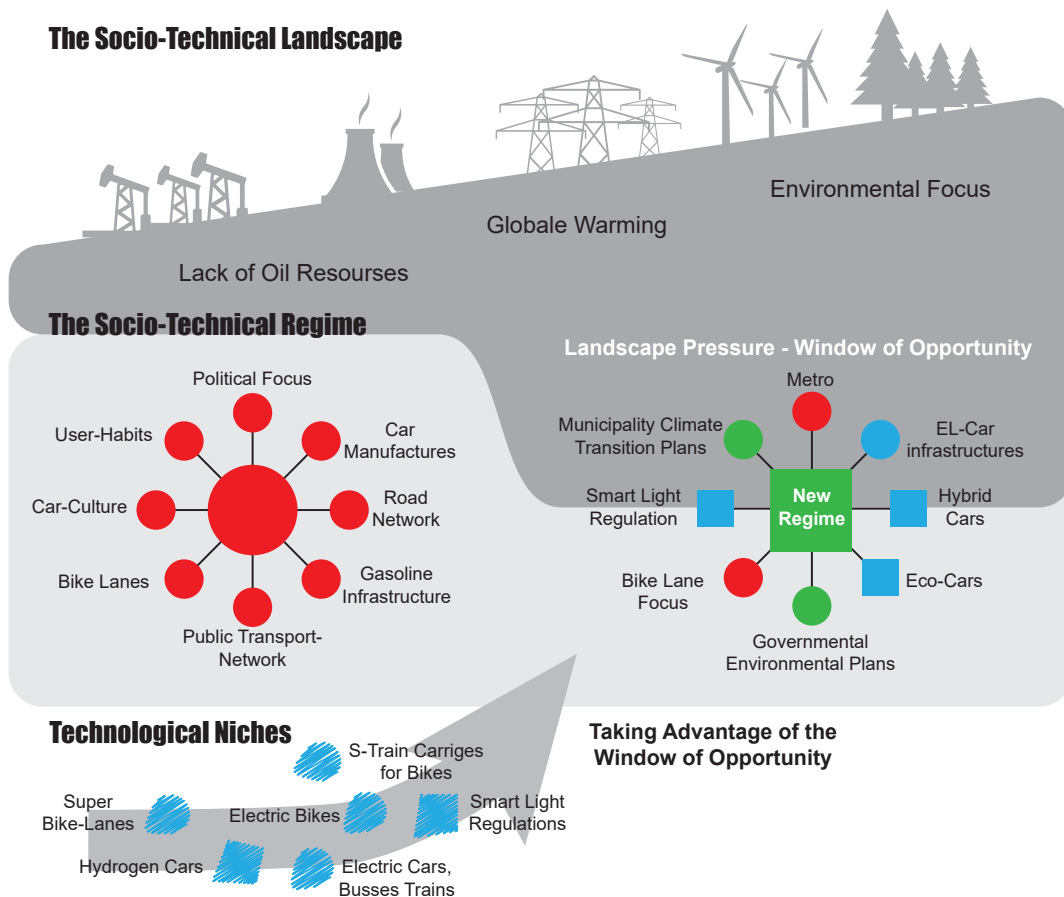 The Socio-Technical Landscape
Environmental Focus
Globale Warming
Lack of Oil Resourses
The Socio-Technical Regime
Landscape Pressure - Window of Opportunity
Political Focus
User-Habits
Car
Manufactures
Car-Culture
Road
Network
Bike Lanes
Gasoline
Infrastructure
Public Transport-
Network
Metro
Municipality Climate
Transition Plans
EL-Car
infrastructures
Smart Light
Regulation
New
Regime
Hybrid
Cars
Bike Lane
Focus
Eco-Cars
Governmental
Environmental Plans
Technological Niches
Taking Advantage of the
Window of Opportunity
S-Train Carriges
for Bikes
Super
Bike-Lanes
Electric Bikes
Smart Light
Regulations
Hydrogen Cars
Electric Cars,
Busses Trains